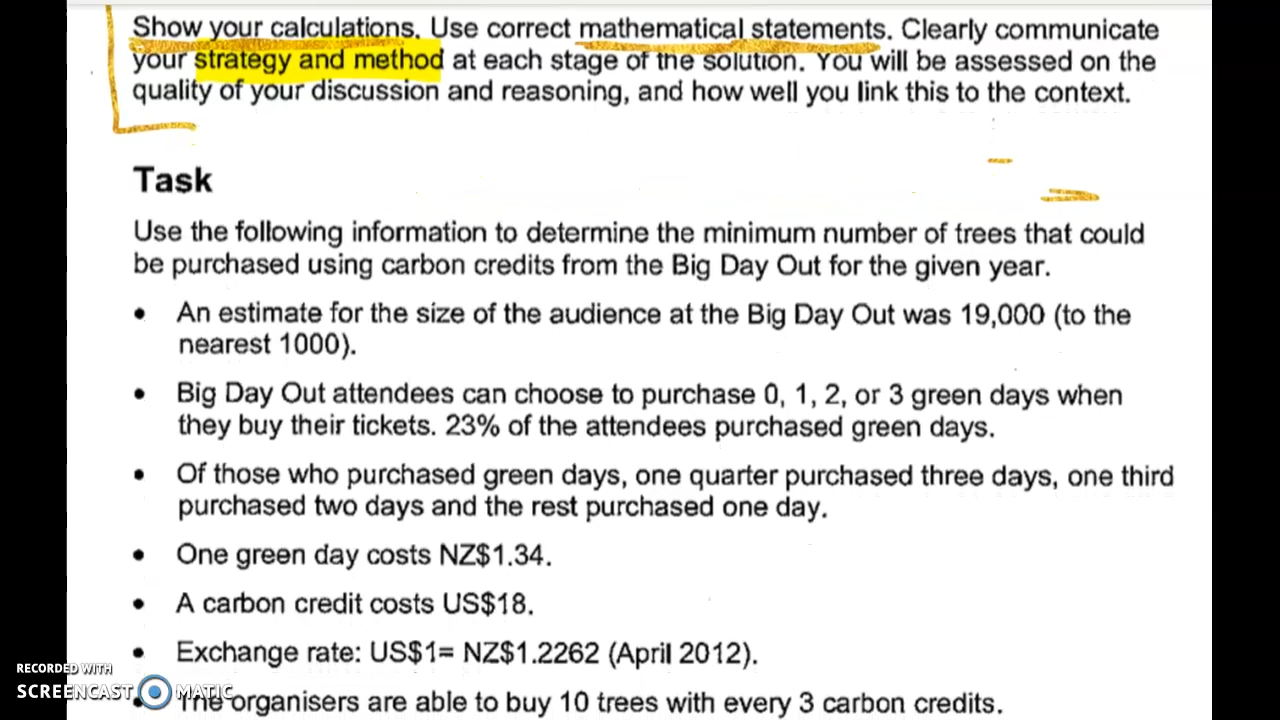 Show your calculations. Use correct mathematical statements. Clearly communicate
your strategy and method at each stage of the solution. You will be assessed on the
quality of your discussion and reasoning, and how well you link this to the context.
Task
Use the following information to determine the minimum number of trees that could
be purchased using carbon credits from the Big Day Out for the given year.
• An estimate for the size of the audience at the Big Day Out was 19,000 (to the
nearest 1000).
• Big Day Out attendees can choose to purchase 0, 1, 2, or 3 green days when
they buy their tickets. 23% of the attendees purchased green days.
• Of those who purchased green days, one quarter purchased three days, one third
purchased two days and the rest purchased one day.
• One green day costs NZ$1.34.
• A carbon credit costs US$18.
• Exchange rate: US$1= NZ$1.2262 (April 2012).
• The organisers are able to buy 10 trees with every 3 carbon credits.
RECORDED WITH
SCREENCAST MATIC